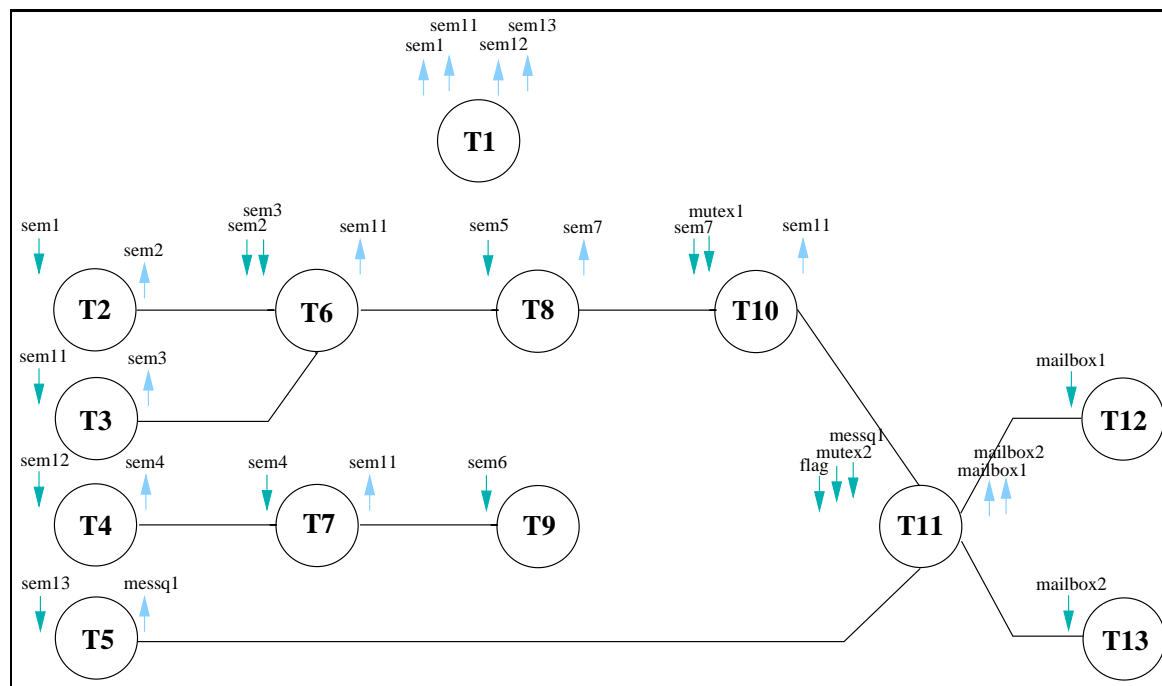 sem11 sem13
sem1 sem12
T1
sem1 sem2 sem3 sem11 sem5 sem7 mutex1 sem11
sem2 sem7
T2 T6 T8 T10
sem11 sem3 mailbox1
T3 T12
sem12 sem4 sem4 sem11 sem6 messq1 mailbox2
flag mutex2 mailbox1
T4 T7 T9 T11
sem13 messq1 mailbox2
T5 T13